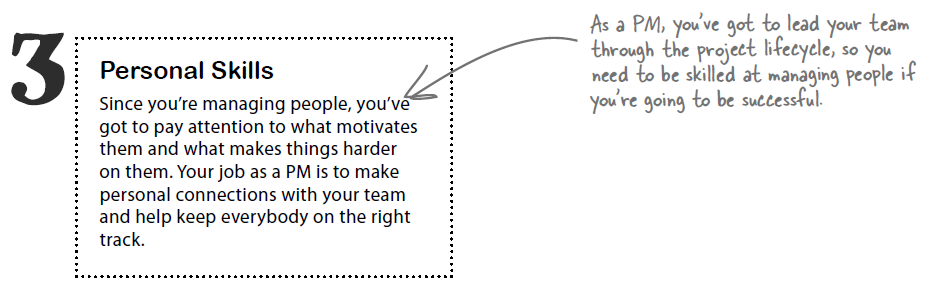 3
Personal Skills
Since you're managing people, you've
got to pay attention to what motivates
them and what makes things harder
on them. Your job as a PM is to make
personal connections with your team
and help keep everybody on the right
track.
As a PM, you've got to lead your team
through the project lifecycle, so you
need to be skilled at managing people if
you're going to be successful.